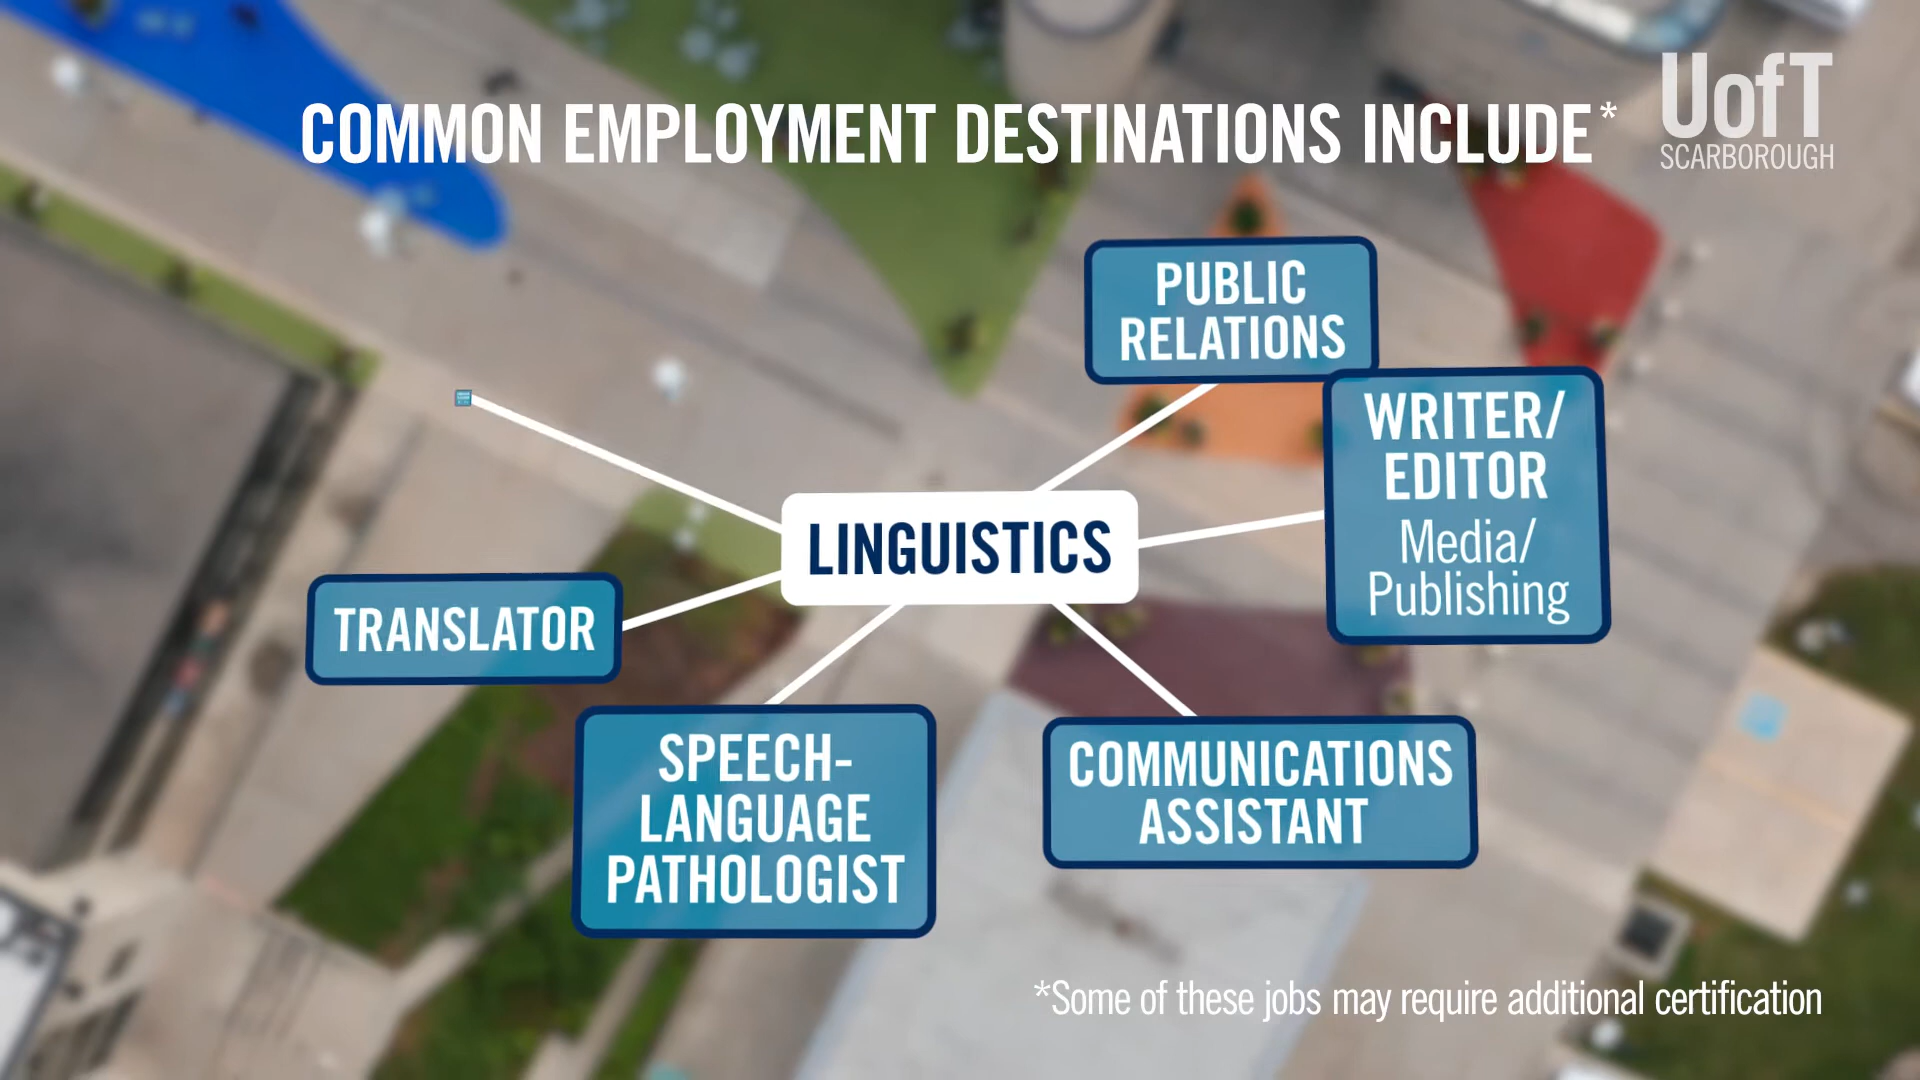 COMMON EMPLOYMENT DESTINATIONS INCLUDE*
UofT
SCARBOROUGH
PUBLIC
RELATIONS
WRITER/
EDITOR
Media/
Publishing
LINGUISTICS
TRANSLATOR
SPEECH-
LANGUAGE
PATHOLOGIST
COMMUNICATIONS
ASSISTANT
*Some of these jobs may require additional certification